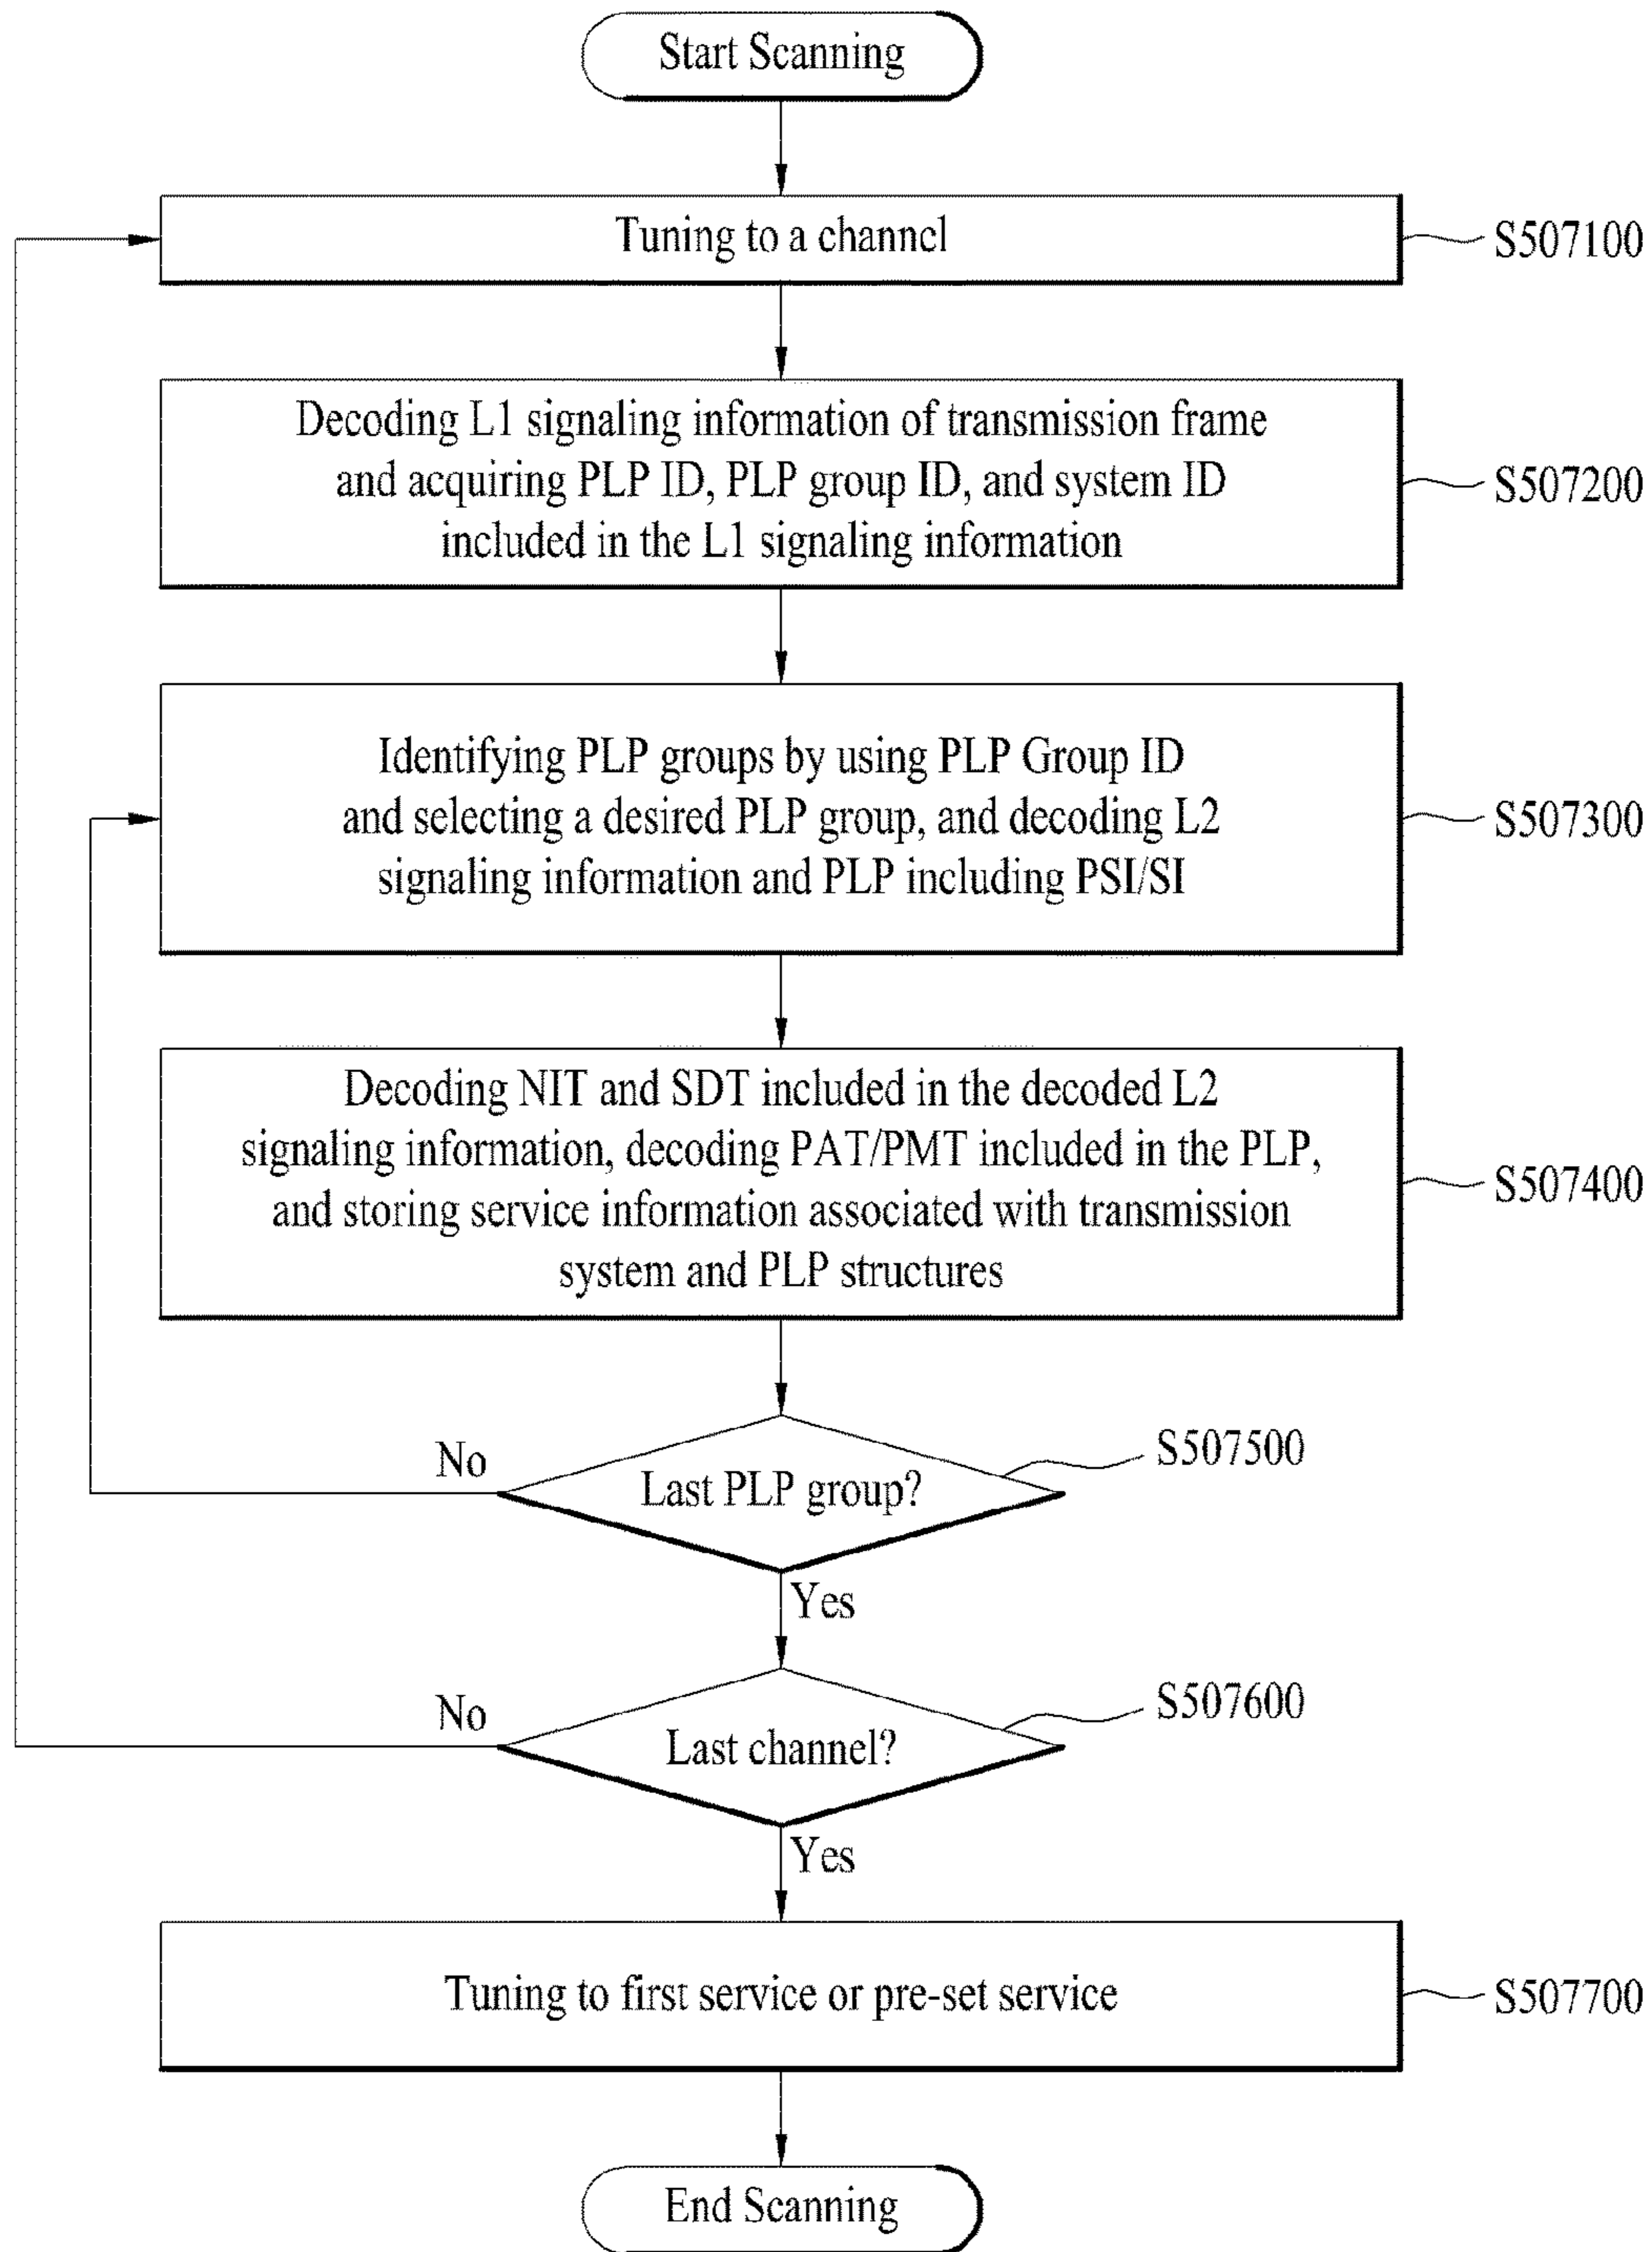 Start Scanning
Tuning to a channel
S507100
Decoding L1 signaling information of transmission frame
and acquiring PLP ID, PLP group ID, and system ID
included in the L1 signaling information
S507200
Identifying PLP groups by using PLP Group ID
and selecting a desired PLP group, and decoding L2
signaling information and PLP including PSI/SI
S507300
Decoding NIT and SDT included in the decoded L2
signaling information, decoding PAT/PMT included in the PLP,
and storing service information associated with transmission
system and PLP structures
S507400
Last PLP group?
S507500
No
Yes
Last channel?
S507600
No
Yes
Tuning to first service or pre-set service
S507700
End Scanning